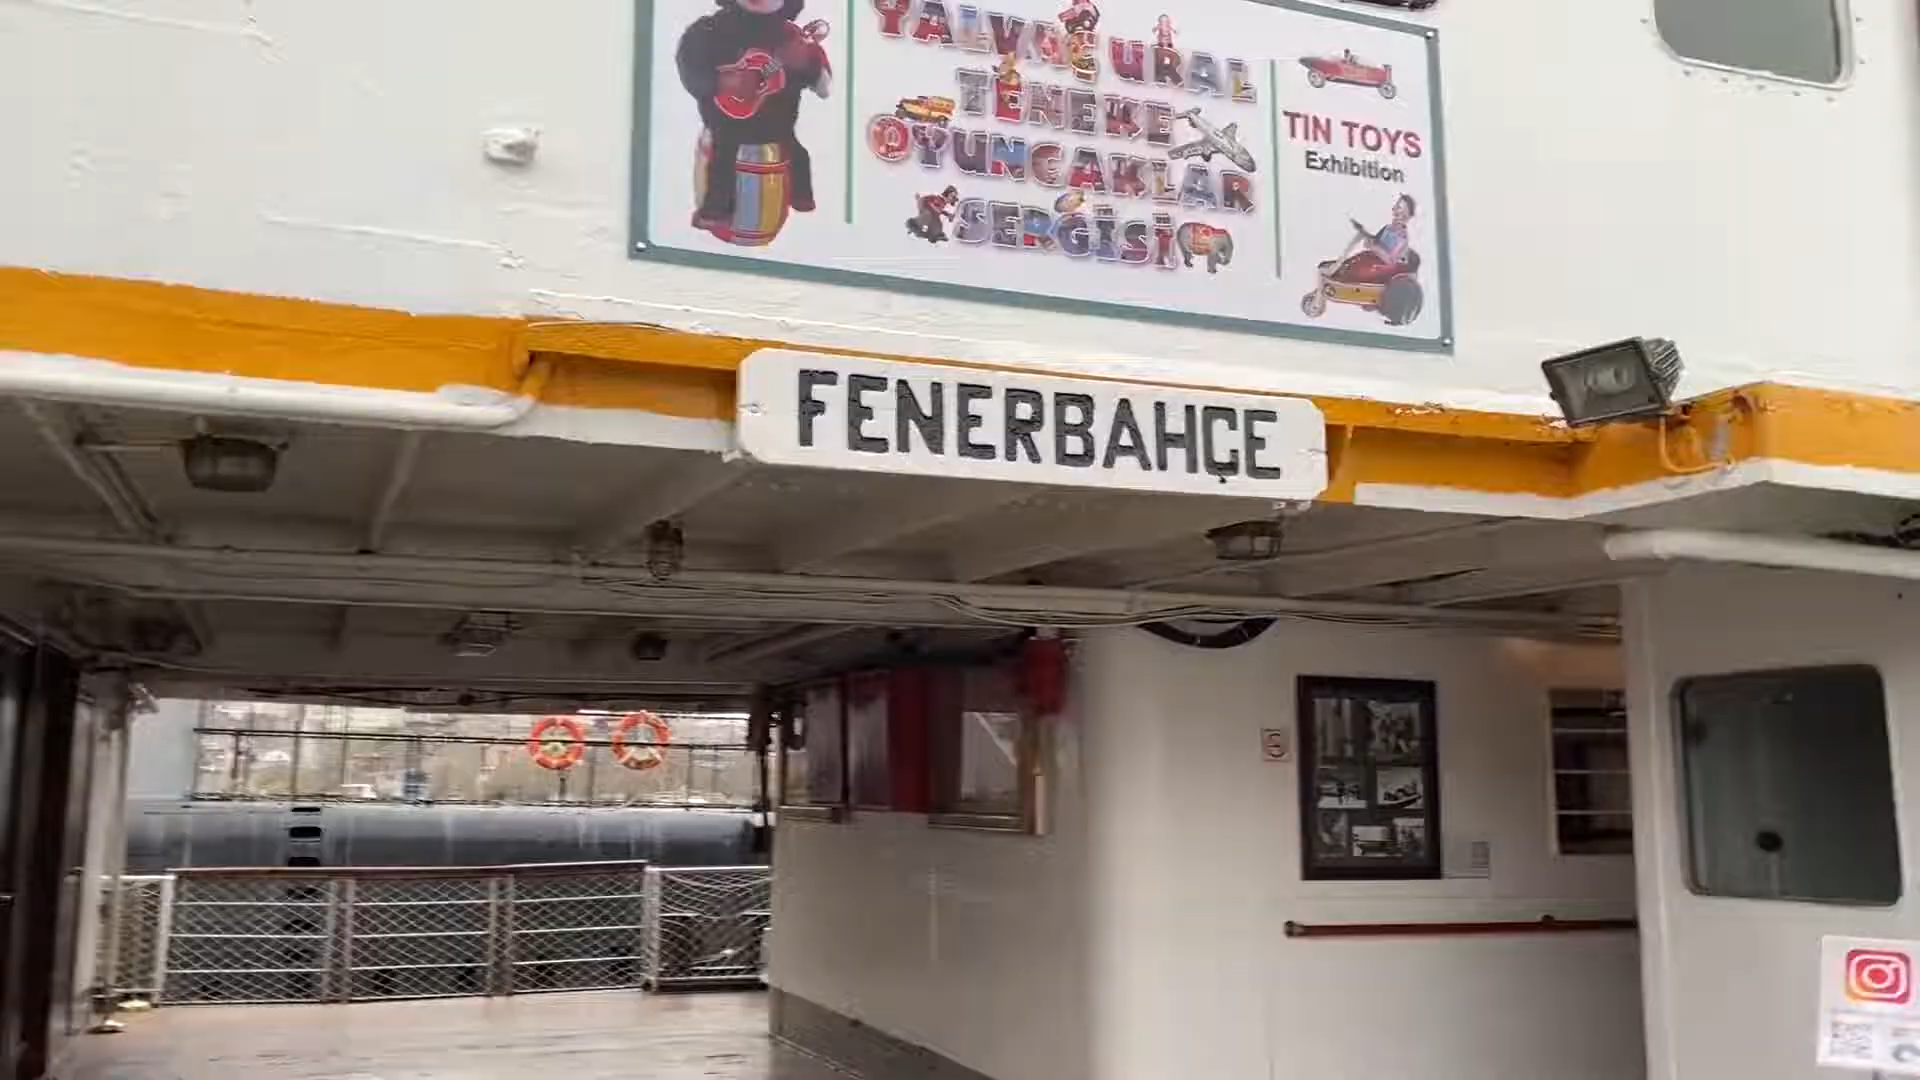 YALVAÇ URAL
TENEKE
OYUNCAKLAR
SERGİSİ
TIN TOYS
Exhibition
FENERBAHÇE